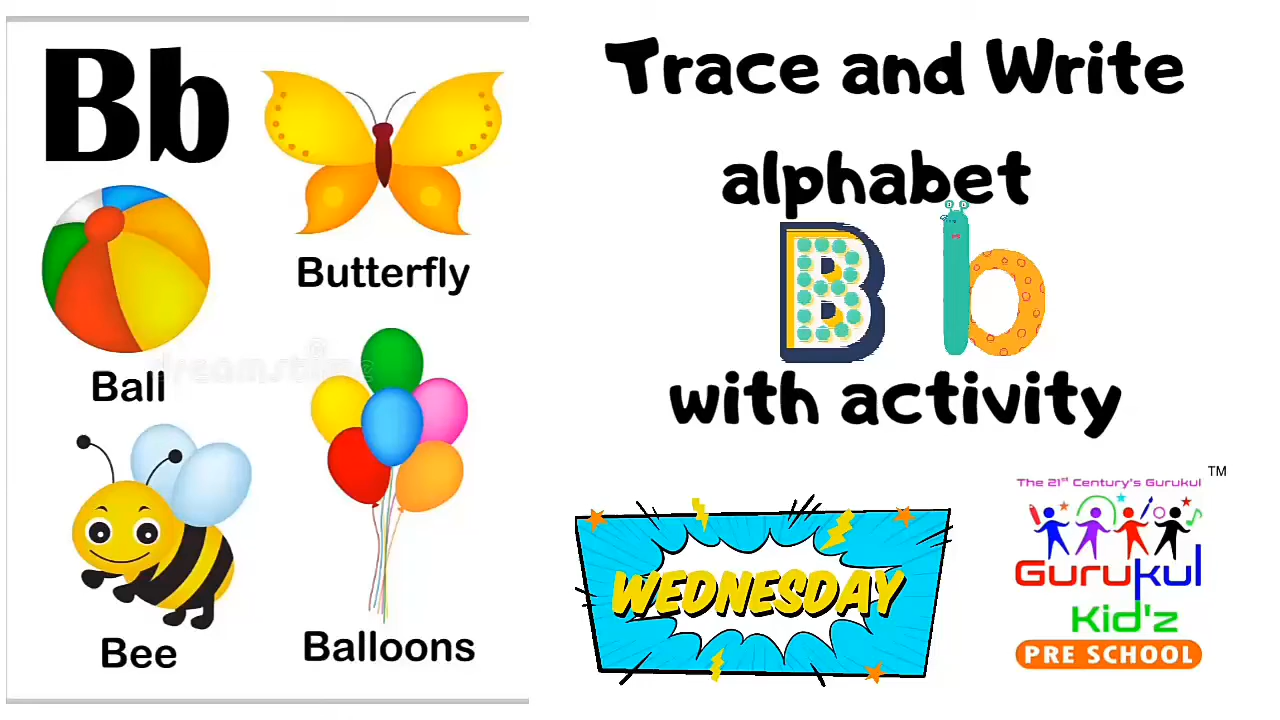 Bb
Butterfly
Ball
dreamstime
Bee
Balloons
Trace and Write
alphabet
B b
with activity
WEDNESDAY
TM
The 21st Century's Gurukul
Gurukul
Kid'z
PRE SCHOOL